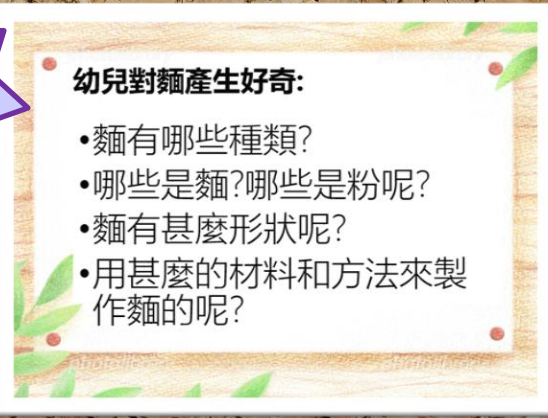 幼兒對麵產生好奇:
•麵有哪些種類?
•哪些是麵?哪些是粉呢?
•麵有甚麼形狀呢?
•用甚麼的材料和方法來製
作麵的呢?